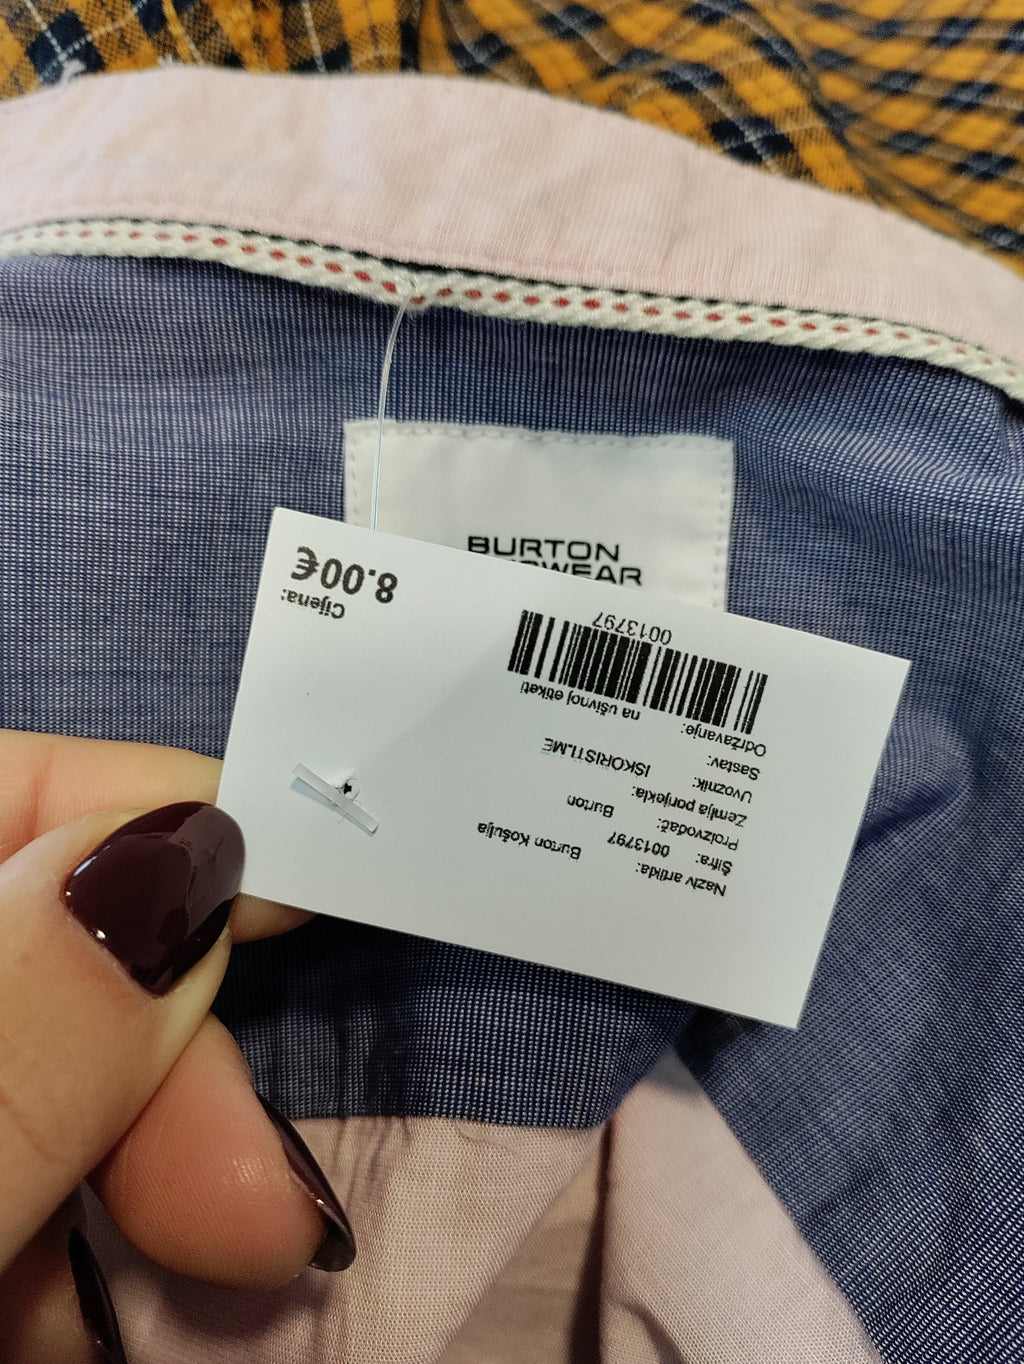 BURTON
MENSWEAR
Naziv artikla: Burton Košulja
Šifra: 0013797
Proizvođač: Burton
Zemlja porijekla:
Uvoznik: ISKORISTI.ME
Sastav:
Održavanje: na ušivnoj etiketi
0013797
Cijena:
8.00€